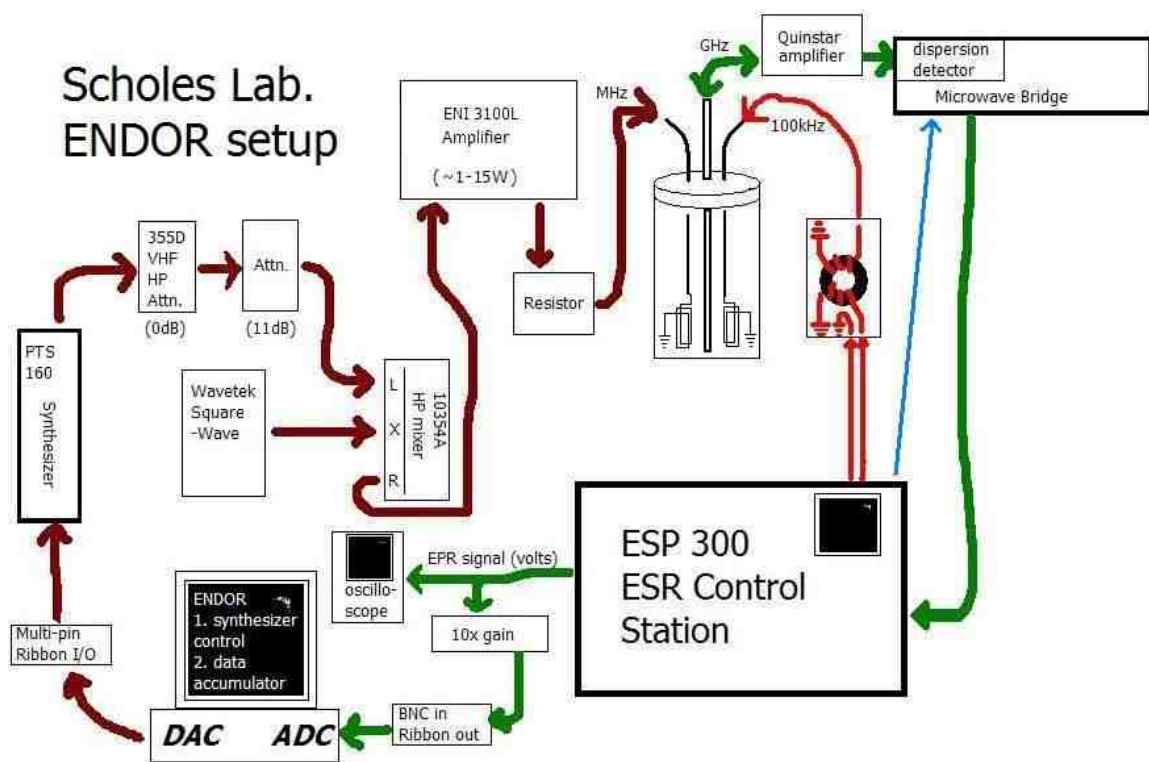 Scholes Lab.
ENDOR setup
355D
VHF
HP
Attn.
(0dB)
Attn.
(11dB)
PTS
160
Synthesizer
Wavetek
Square
-Wave
L
X
R
10354A
HP mixer
ENI 3100L
Amplifier
(~1-15W)
Resistor
MHz
GHz
100kHz
Quinstar
amplifier
dispersion
detector
Microwave Bridge
ESP 300
ESR Control
Station
EPR signal (volts)
oscillo-
scope
10x gain
BNC in
Ribbon out
ENDOR
1. synthesizer
control
2. data
accumulator
DAC ADC
Multi-pin
Ribbon I/O